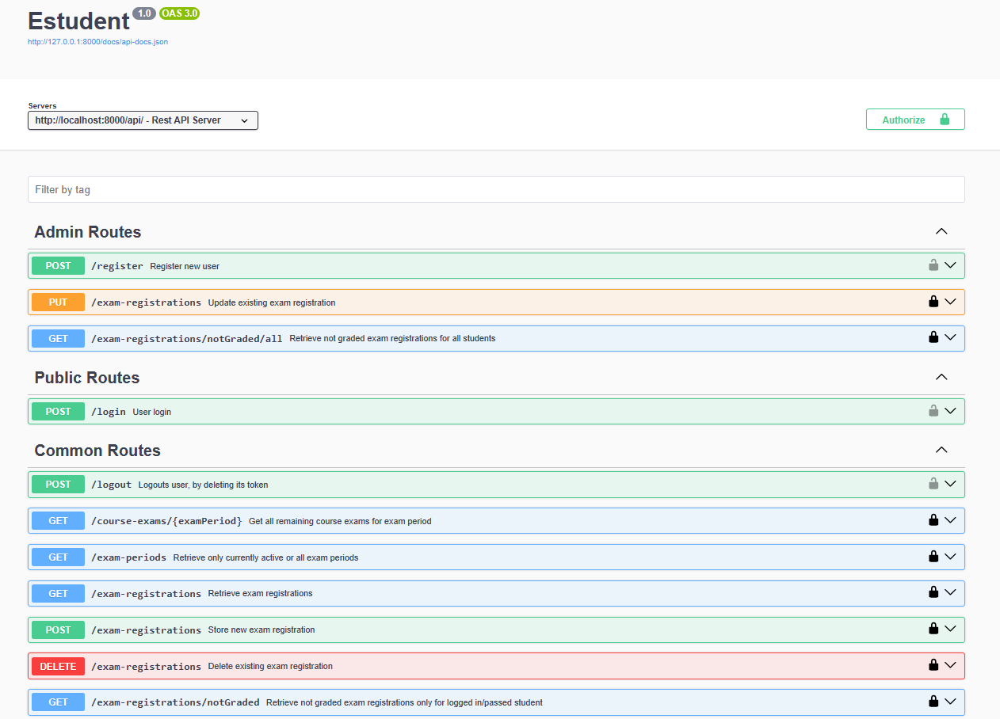 Estudent 1.0 OAS 3.0
http://127.0.0.1:8000/docs/api-docs.json
Servers
http://localhost:8000/api/ - Rest API Server
Authorize
Filter by tag
Admin Routes
POST /register Register new user
PUT /exam-registrations Update existing exam registration
GET /exam-registrations/notGraded/all Retrieve not graded exam registrations for all students
Public Routes
POST /login User login
Common Routes
POST /logout Logouts user, by deleting its token
GET /course-exams/{examPeriod} Get all remaining course exams for exam period
GET /exam-periods Retrieve only currently active or all exam periods
GET /exam-registrations Retrieve exam registrations
POST /exam-registrations Store new exam registration
DELETE /exam-registrations Delete existing exam registration
GET /exam-registrations/notGraded Retrieve not graded exam registrations only for logged in/passed student